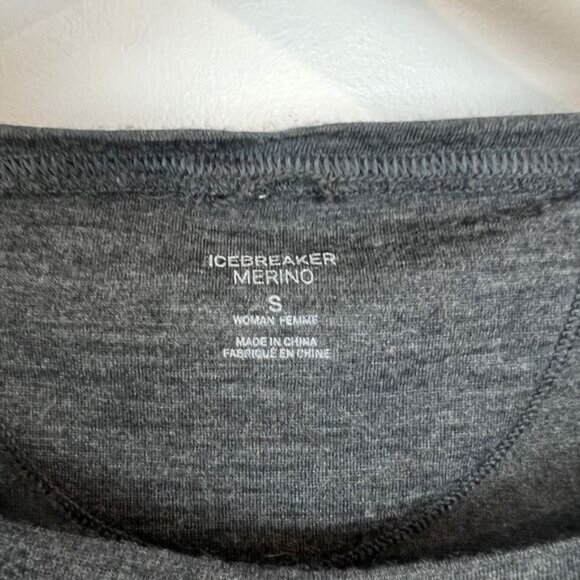 ICEBREAKER
MERINO
S
WOMAN FEMME
MADE IN CHINA
FABRIQUÉ EN CHINE